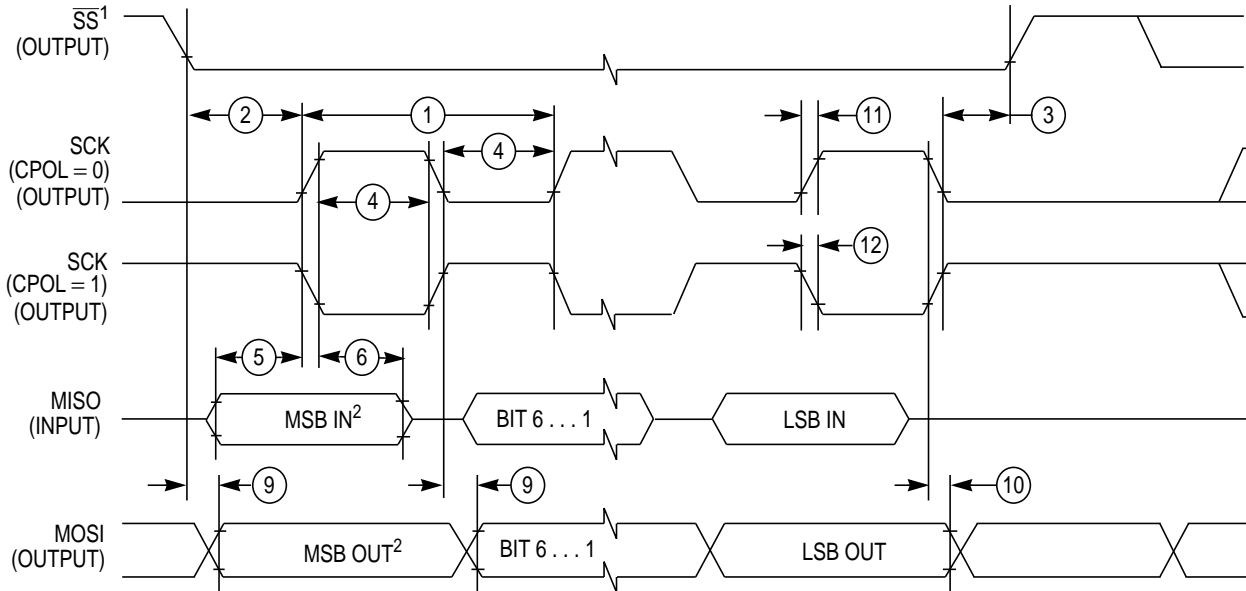 SS¹
(OUTPUT)
2
1
11
3
SCK
(CPOL = 0)
(OUTPUT)
4
4
12
SCK
(CPOL = 1)
(OUTPUT)
5
6
MISO
(INPUT)
MSB IN²
BIT 6 . . . 1
LSB IN
9
9
10
MOSI
(OUTPUT)
MSB OUT²
BIT 6 . . . 1
LSB OUT